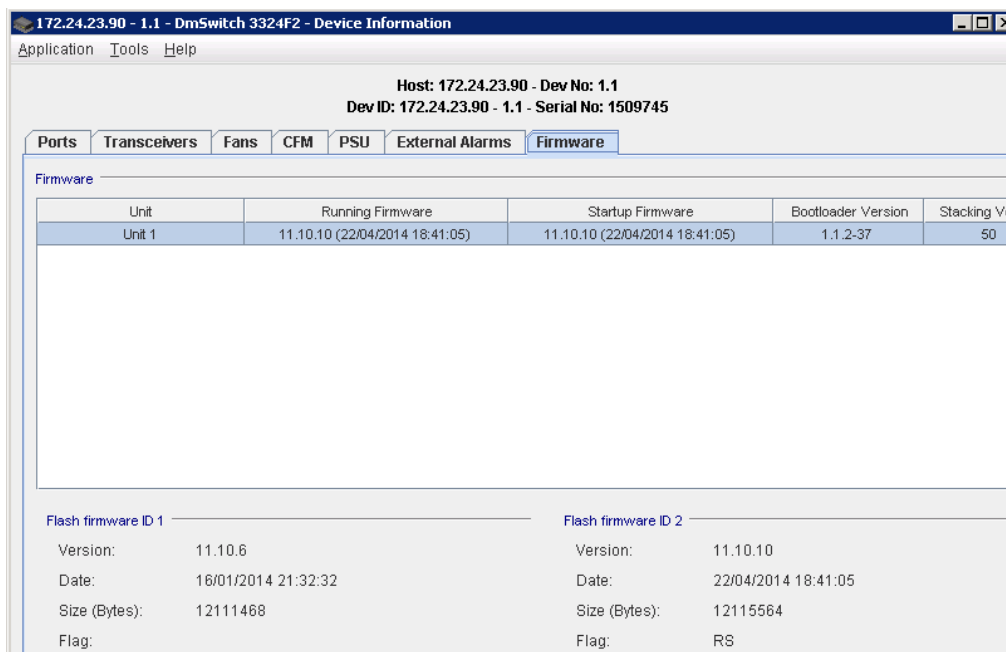 172.24.23.90 - 1.1 - DmSwitch 3324F2 - Device Information
Application Tools Help
Host: 172.24.23.90 - Dev No: 1.1
Dev ID: 172.24.23.90 - 1.1 - Serial No: 1509745
Ports Transceivers Fans CFM PSU External Alarms Firmware
Firmware
Unit Running Firmware Startup Firmware Bootloader Version Stacking
Unit 1 11.10.10 (22/04/2014 18:41:05) 11.10.10 (22/04/2014 18:41:05) 1.1.2-37 50
Flash firmware ID 1 Flash firmware ID 2
Version: 11.10.6 Version: 11.10.10
Date: 16/01/2014 21:32:32 Date: 22/04/2014 18:41:05
Size (Bytes): 12111468 Size (Bytes): 12115564
Flag: Flag: RS